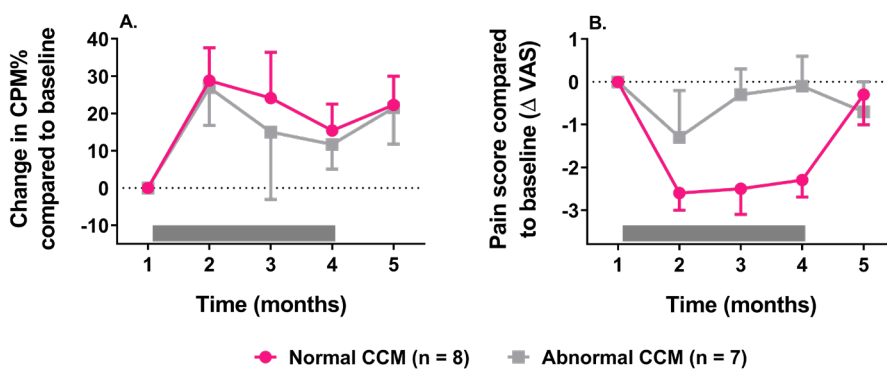 A.
Change in CPM%
compared to baseline
40
30
20
10
0
-10
1 2 3 4 5
Time (months)
B.
Pain score compared
to baseline (Δ VAS)
1
0
-1
-2
-3
1 2 3 4 5
Time (months)
Normal CCM (n = 8)
Abnormal CCM (n = 7)